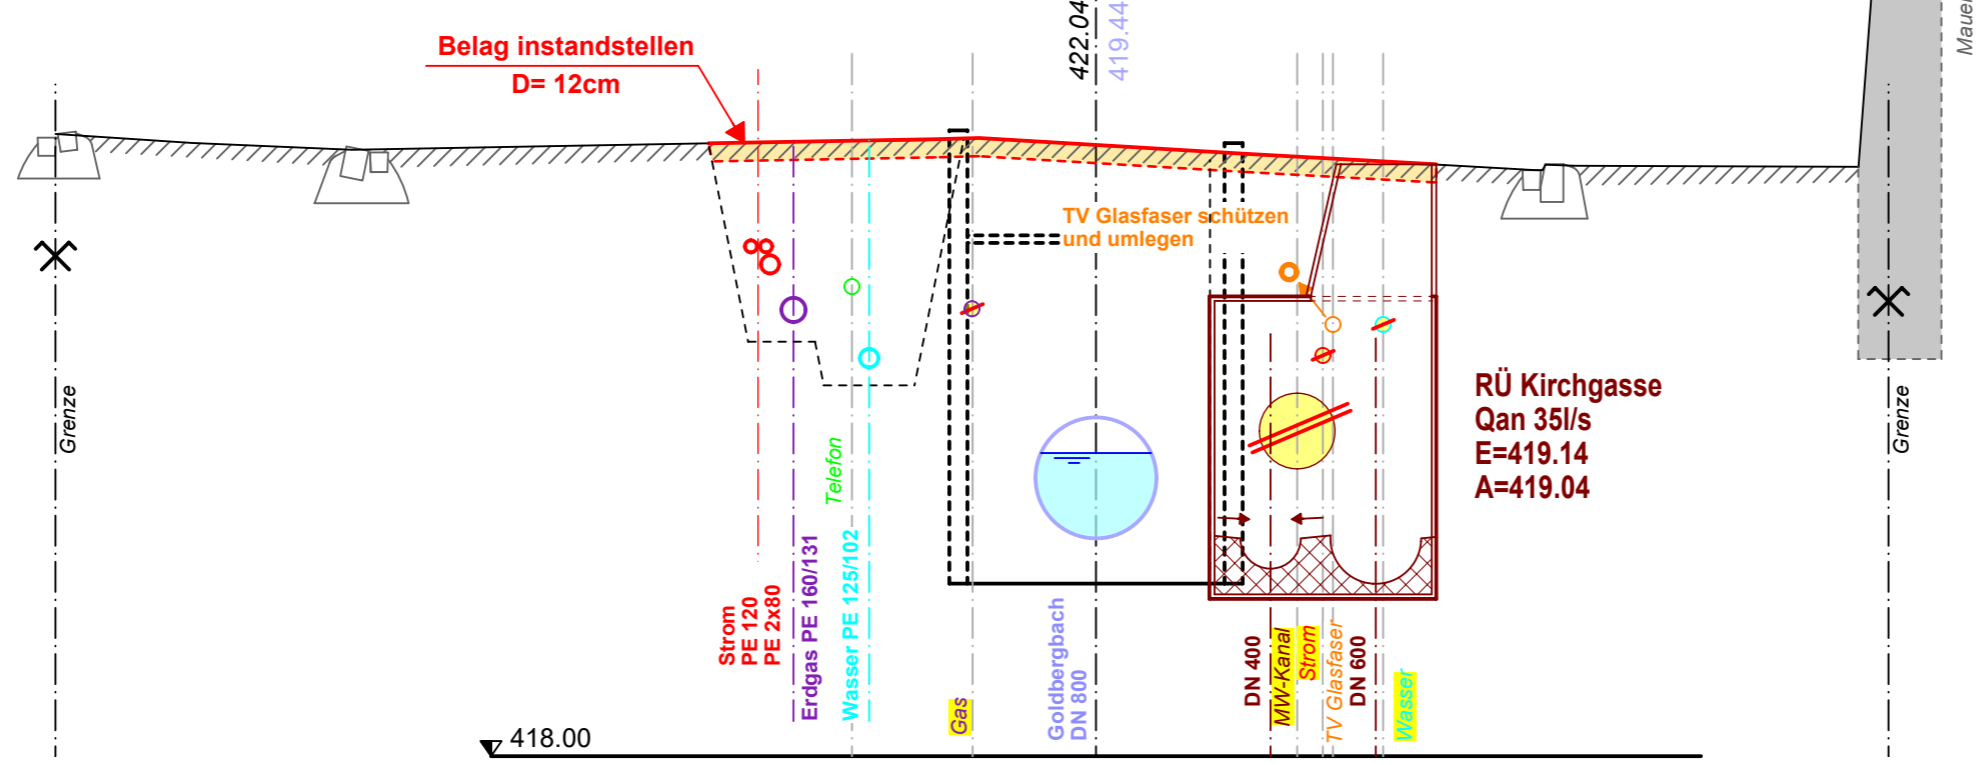 422.04
419.44
Mauer
Belag instandstellen
D= 12cm
TV Glasfaser schützen
und umlegen
RÜ Kirchgasse
Qan 35l/s
E=419.14
A=419.04
Grenze
Grenze
Telefon
Strom
PE 120
PE 2x80
Erdgas PE 160/131
Wasser PE 125/102
Gas
Goldbergbach
DN 800
DN 400
MW-Kanal
Strom
TV Glasfaser
DN 600
Wasser
418.00